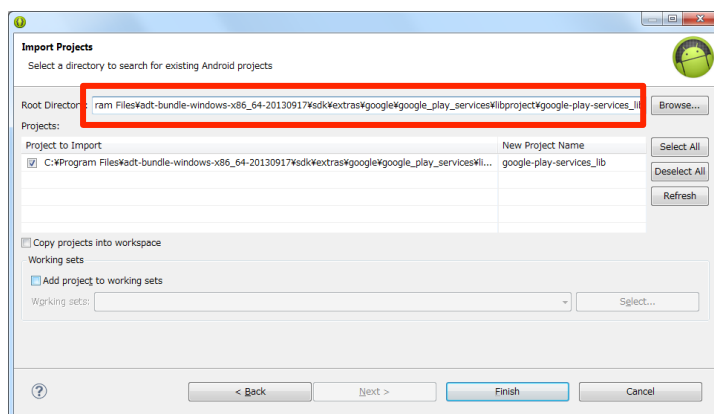 Import Projects
Select a directory to search for existing Android projects
Root Director ram Files¥adt-bundle-windows-x86_64-20130917¥sdk¥extras¥google¥google_play_services¥libproject¥google-play-services_li Browse...
Projects:
Project to Import New Project Name Select All
C:¥Program Files¥adt-bundle-windows-x86_64-20130917¥sdk¥extras¥google¥google_play_services¥li... google-play-services_lib
Deselect All
Refresh
Copy projects into workspace
Working sets
Add project to working sets
Working sets: Select...
? < Back Next > Finish Cancel